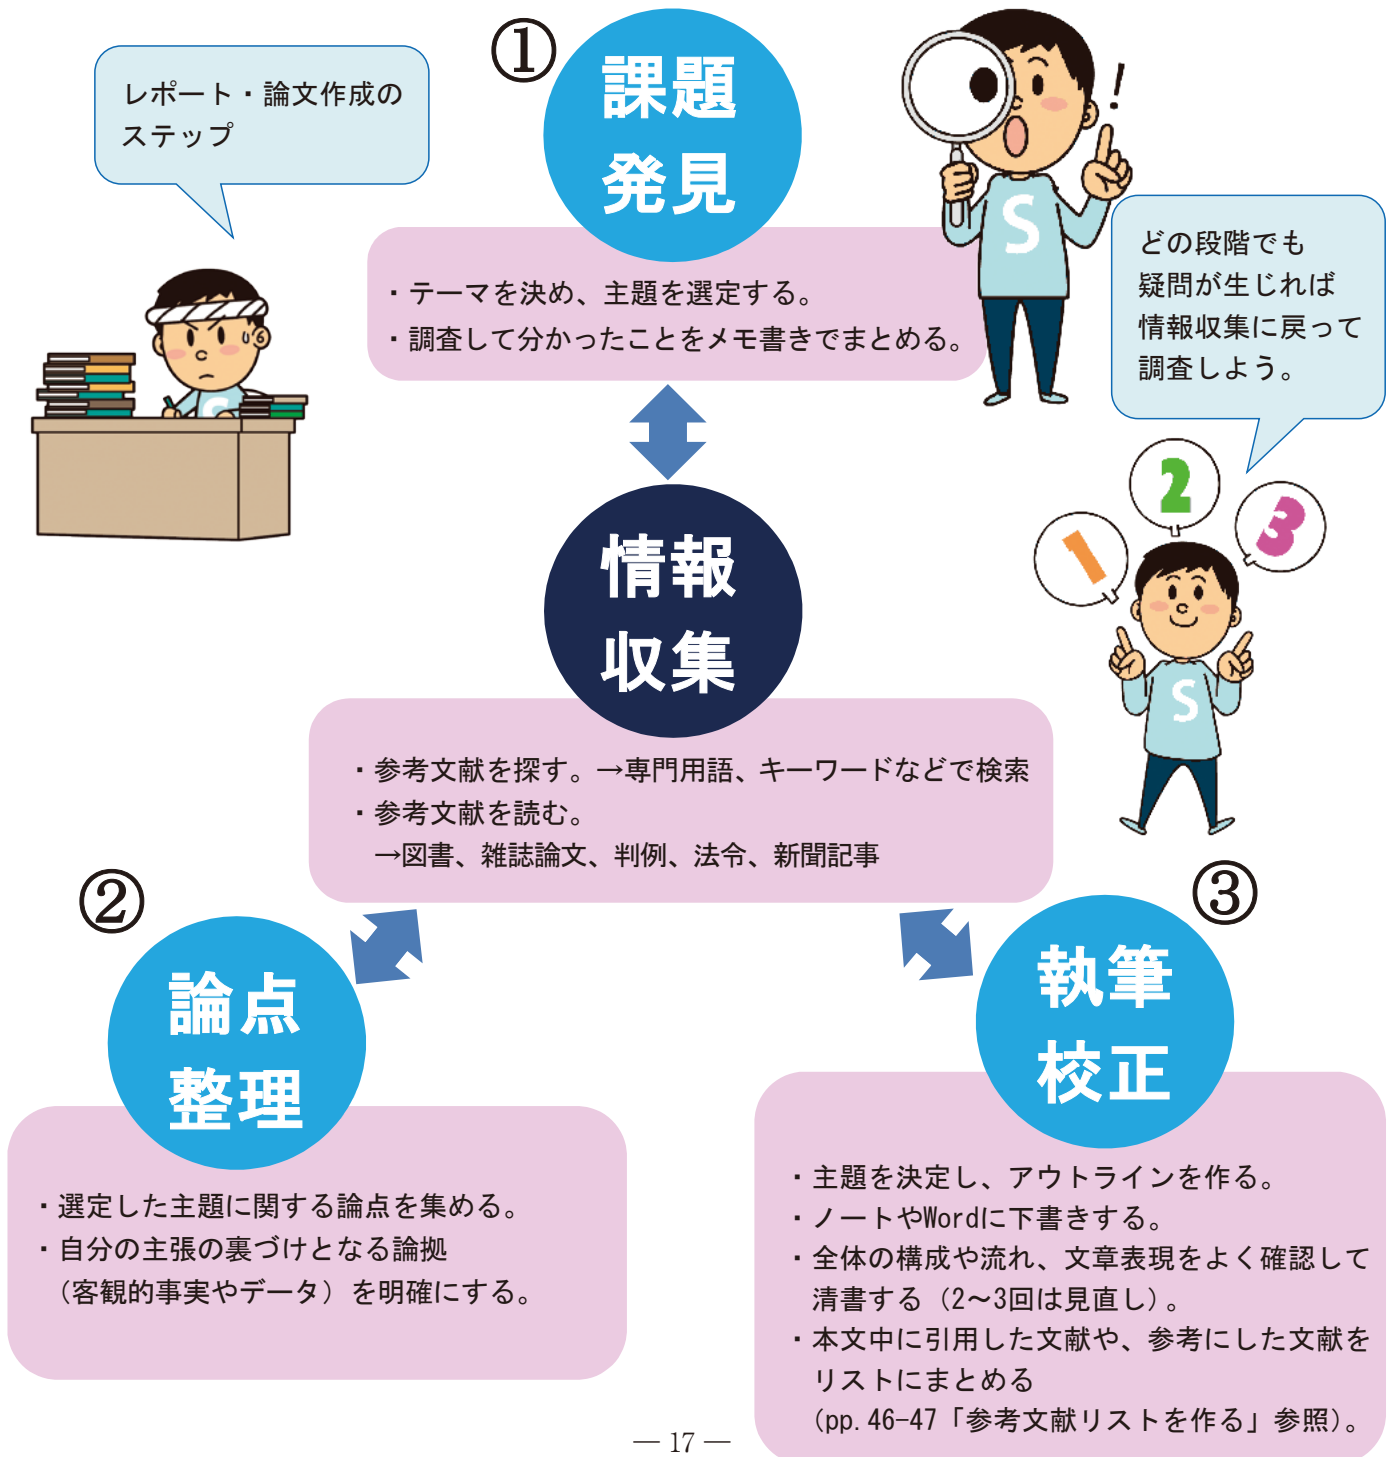 レポート・論文作成の
ステップ
①
課題
発見
!
S
・テーマを決め、主題を選定する。
・調査して分かったことをメモ書きでまとめる。
どの段階でも
疑問が生じれば
情報収集に戻って
調査しよう。
1
2
3
S
情報
収集
・参考文献を探す。→専門用語、キーワードなどで検索
・参考文献を読む。
→図書、雑誌論文、判例、法令、新聞記事
②
論点
整理
・選定した主題に関する論点を集める。
・自分の主張の裏づけとなる論拠
（客観的事実やデータ）を明確にする。
③
執筆
校正
・主題を決定し、アウトラインを作る。
・ノートやWordに下書きする。
・全体の構成や流れ、文章表現をよく確認して
清書する（2～3回は見直し）。
・本文中に引用した文献や、参考にした文献を
リストにまとめる
(pp.46-47「参考文献リストを作る」参照)。
― 17 ―